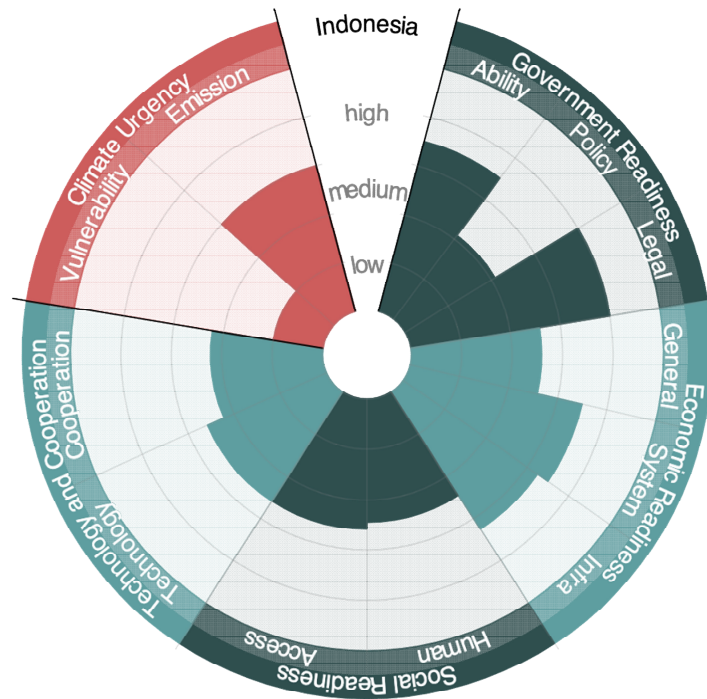 Indonesia
high
medium
low
Government Readiness
Ability
Policy
Legal
Economic Readiness
General
System
Infra
Social Readiness
Human
Access
Technology and Cooperation
Technology
Cooperation
Climate Urgency
Vulnerability
Emission